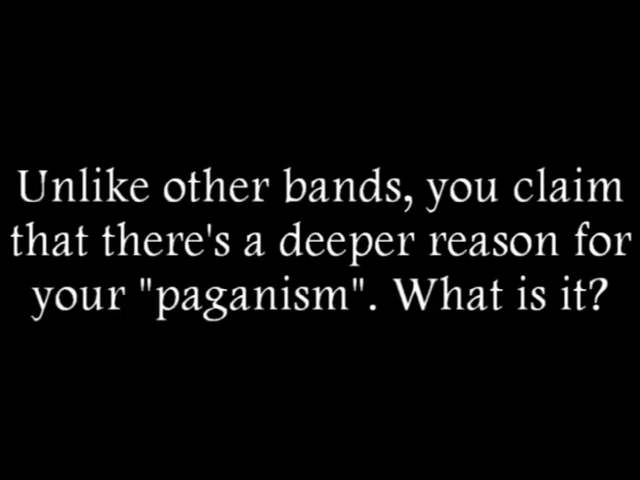 Unlike other bands, you claim
that there's a deeper reason for
your "paganism". What is it?